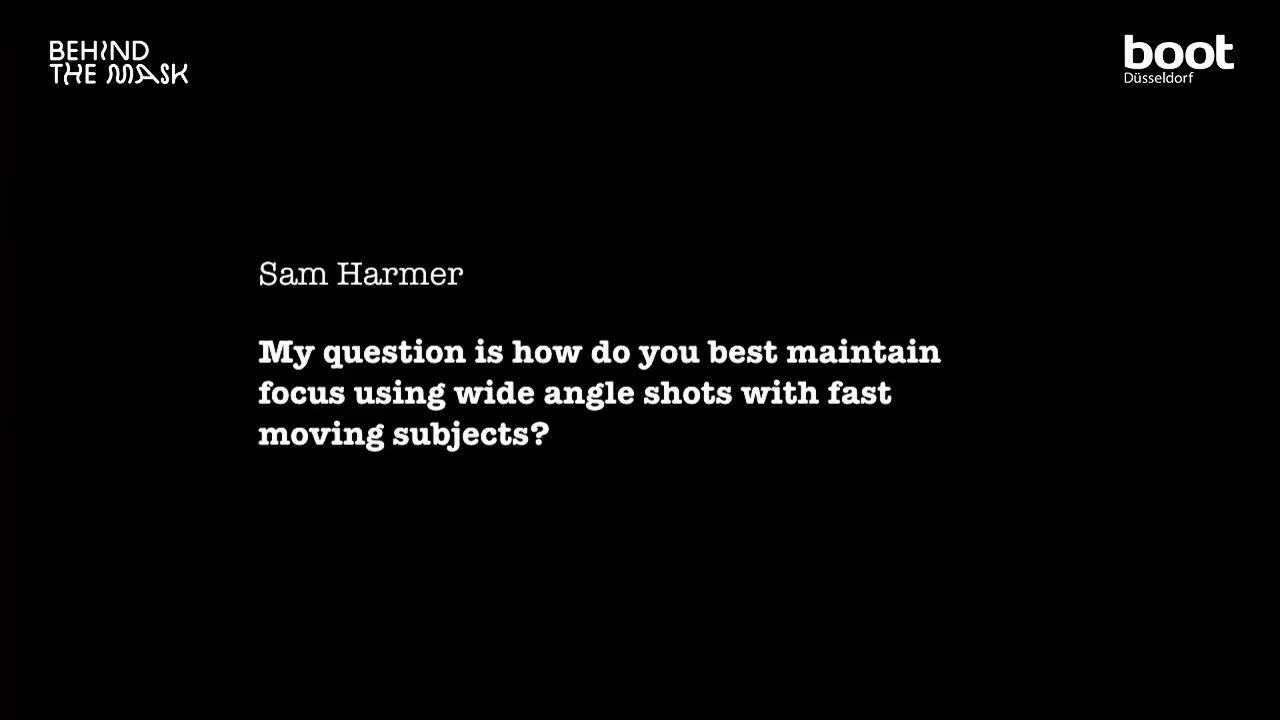 BEHIND
THE MASK
boot
Düsseldorf
Sam Harmer
My question is how do you best maintain
focus using wide angle shots with fast
moving subjects?